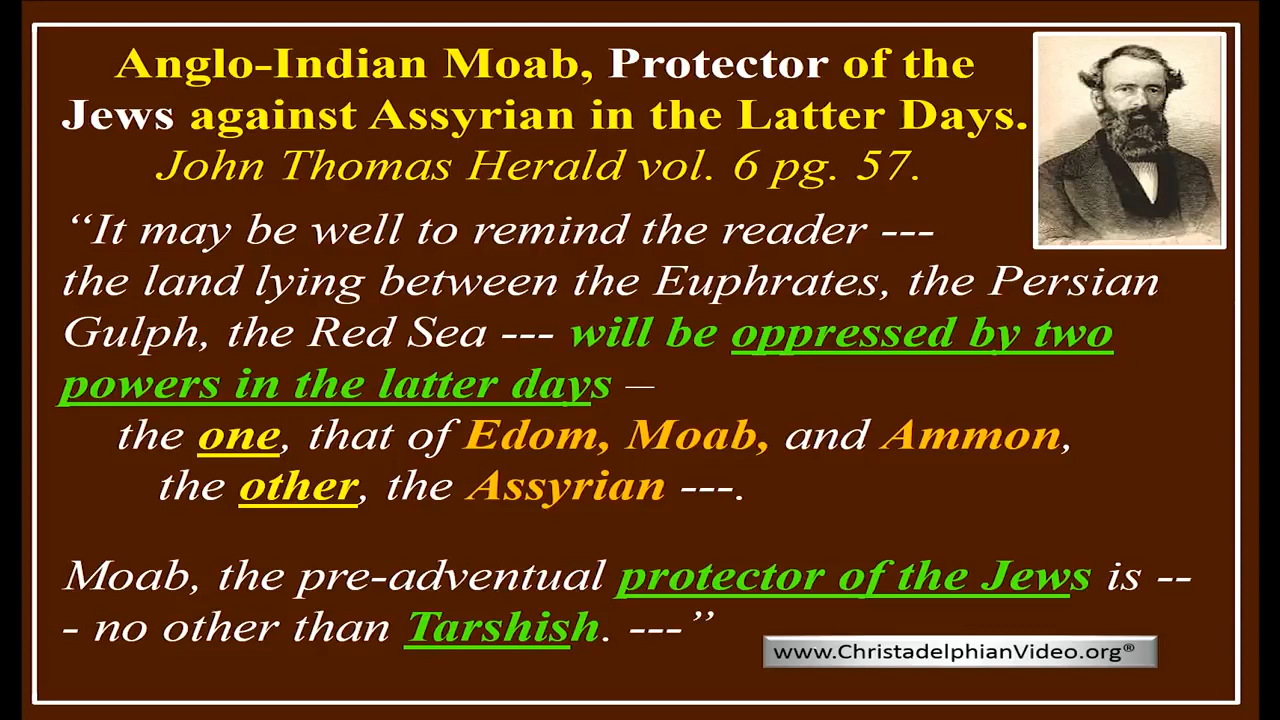 Anglo-Indian Moab, Protector of the
Jews against Assyrian in the Latter Days.
John Thomas Herald vol. 6 pg. 57.
“It may be well to remind the reader ---
the land lying between the Euphrates, the Persian
Gulph, the Red Sea --- will be oppressed by two
powers in the latter days –
the one, that of Edom, Moab, and Ammon,
the other, the Assyrian ---.
Moab, the pre-adventual protector of the Jews is --
- no other than Tarshish. ---”
www.ChristadelphianVideo.org®